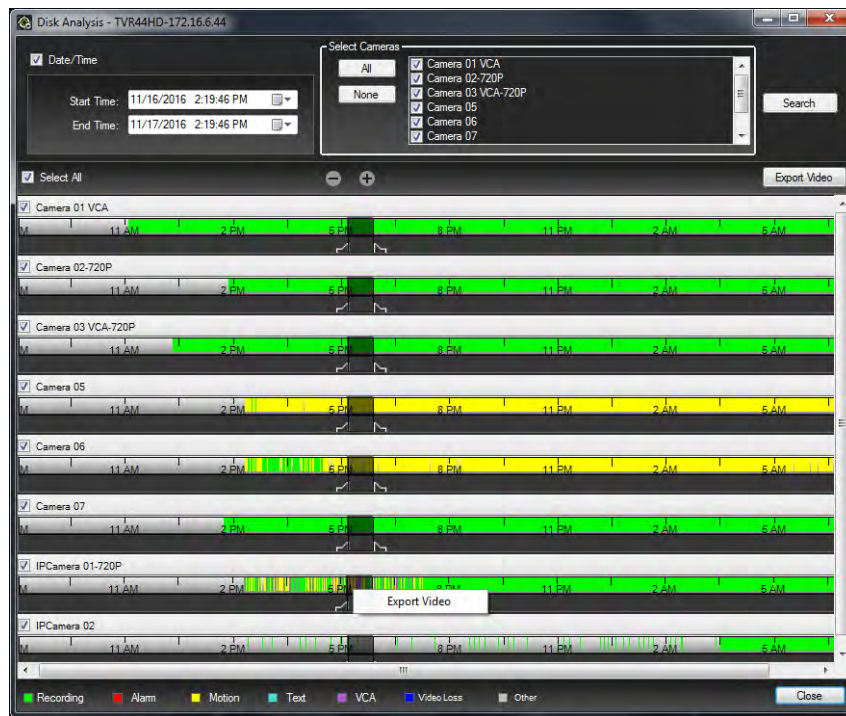 Disk Analysis - TVR44HD-172.16.6.44
Date/Time
Start Time: 11/16/2016 2:19:46 PM
End Time: 11/17/2016 2:19:46 PM
Select Cameras
All
None
Camera 01 VCA
Camera 02-720P
Camera 03 VCA-720P
Camera 05
Camera 06
Camera 07
Search
Select All
Export Video
Camera 01 VCA
M 11 AM 2 PM 5 PM 8 PM 11 PM 2 AM 5 AM
Camera 02-720P
M 11 AM 2 PM 5 PM 8 PM 11 PM 2 AM 5 AM
Camera 03 VCA-720P
M 11 AM 2 PM 5 PM 8 PM 11 PM 2 AM 5 AM
Camera 05
M 11 AM 2 PM 5 PM 8 PM 11 PM 2 AM 5 AM
Camera 06
M 11 AM 2 PM 5 PM 8 PM 11 PM 2 AM 5 AM
Camera 07
M 11 AM 2 PM 5 PM 8 PM 11 PM 2 AM 5 AM
IPCamera 01-720P
M 11 AM 2 PM 5 PM 8 PM 11 PM 2 AM 5 AM
Export Video
IPCamera 02
M 11 AM 2 PM 5 PM 8 PM 11 PM 2 AM 5 AM
Recording Alarm Motion Text VCA Video Loss Other
Close